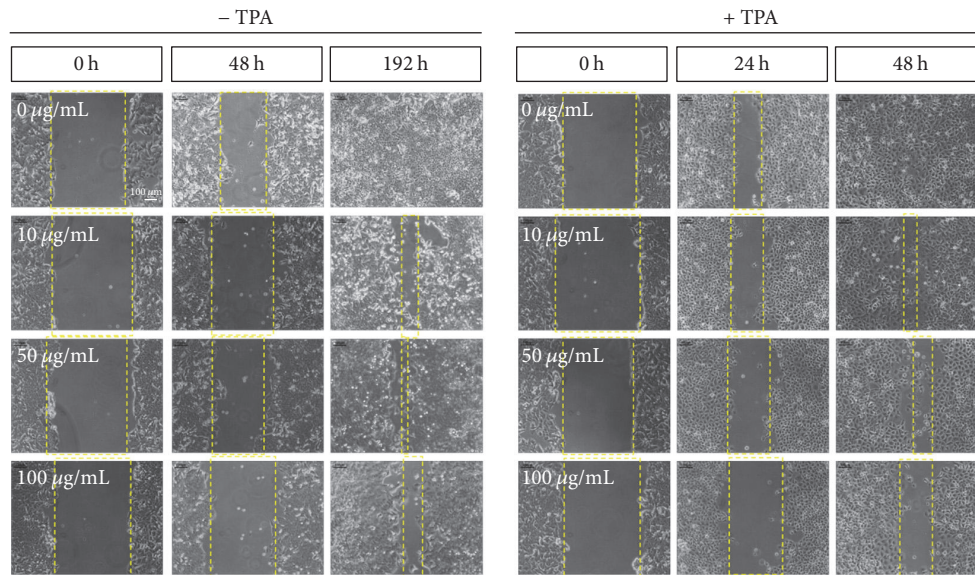 − TPA
+ TPA
0 h
48 h
192 h
0 h
24 h
48 h
0 μg/mL
100 μm
0 μg/mL
10 μg/mL
10 μg/mL
50 μg/mL
50 μg/mL
100 μg/mL
100 μg/mL